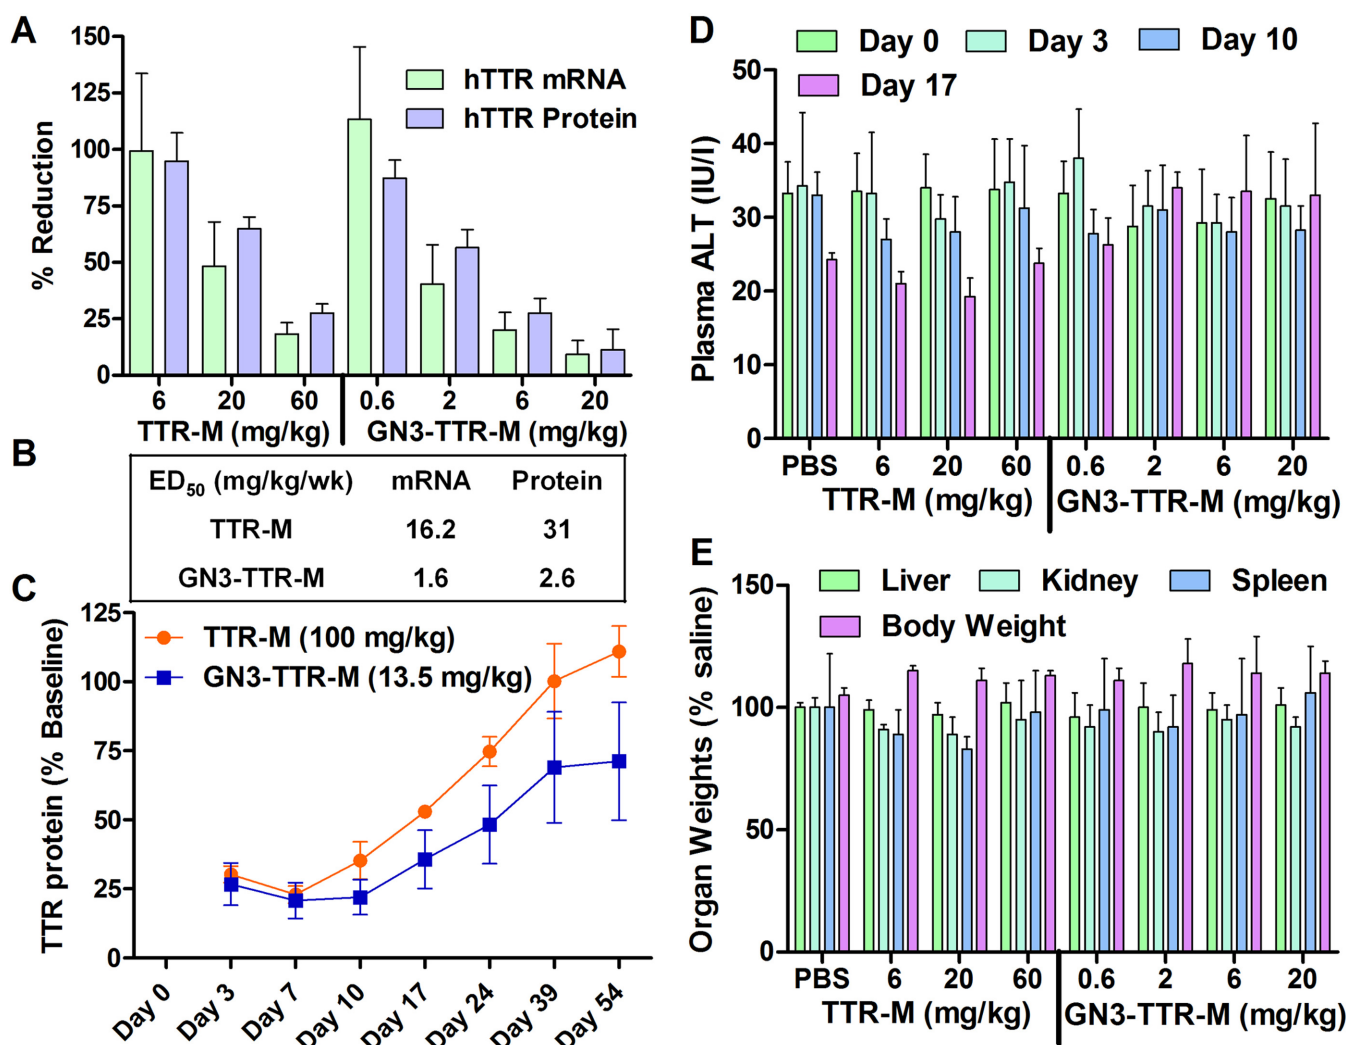 A
150
125
100
75
50
25
0
% Reduction
hTTR mRNA
hTTR Protein
6 20 60 0.6 2 6 20
TTR-M (mg/kg) GN3-TTR-M (mg/kg)
B
ED50 (mg/kg/wk) mRNA Protein
TTR-M 16.2 31
GN3-TTR-M 1.6 2.6
C
125
100
75
50
25
0
TTR protein (% Baseline)
TTR-M (100 mg/kg)
GN3-TTR-M (13.5 mg/kg)
Day 0 Day 3 Day 7 Day 10 Day 17 Day 24 Day 39 Day 54
D
Day 0 Day 3 Day 10
Day 17
50
40
30
20
10
0
Plasma ALT (IU/l)
PBS 6 20 60 0.6 2 6 20
TTR-M (mg/kg) GN3-TTR-M (mg/kg)
E
Liver Kidney Spleen
Body Weight
150
100
50
0
Organ Weights (% saline)
PBS 6 20 60 0.6 2 6 20
TTR-M (mg/kg) GN3-TTR-M (mg/kg)